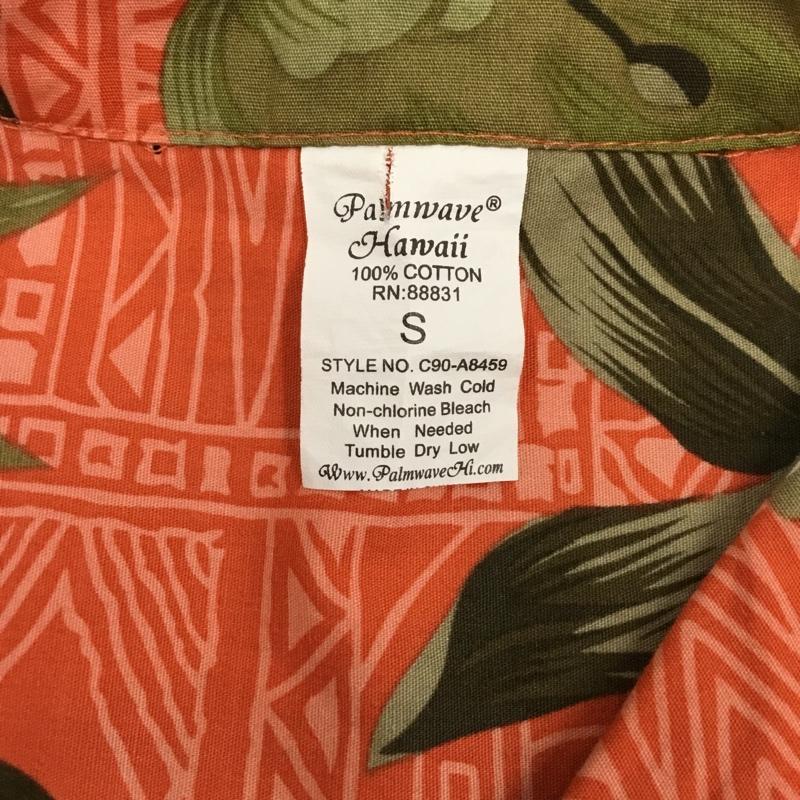 Palmwave®
Hawaii
100% COTTON
RN:88831
S
STYLE NO. C90-A8459
Machine Wash Cold
Non-chlorine Bleach
When Needed
Tumble Dry Low
Www.PalmwaveHi.com